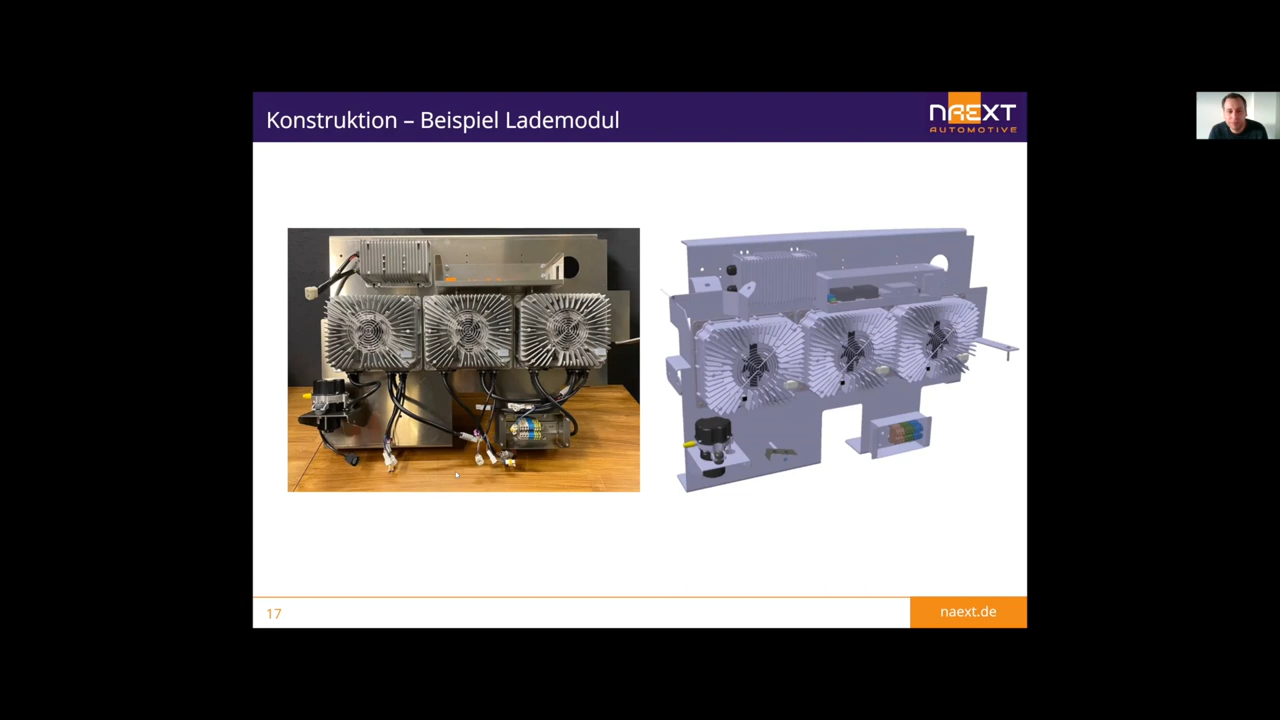 Konstruktion – Beispiel Lademodul
NAEXT
AUTOMOTIVE
17
naext.de